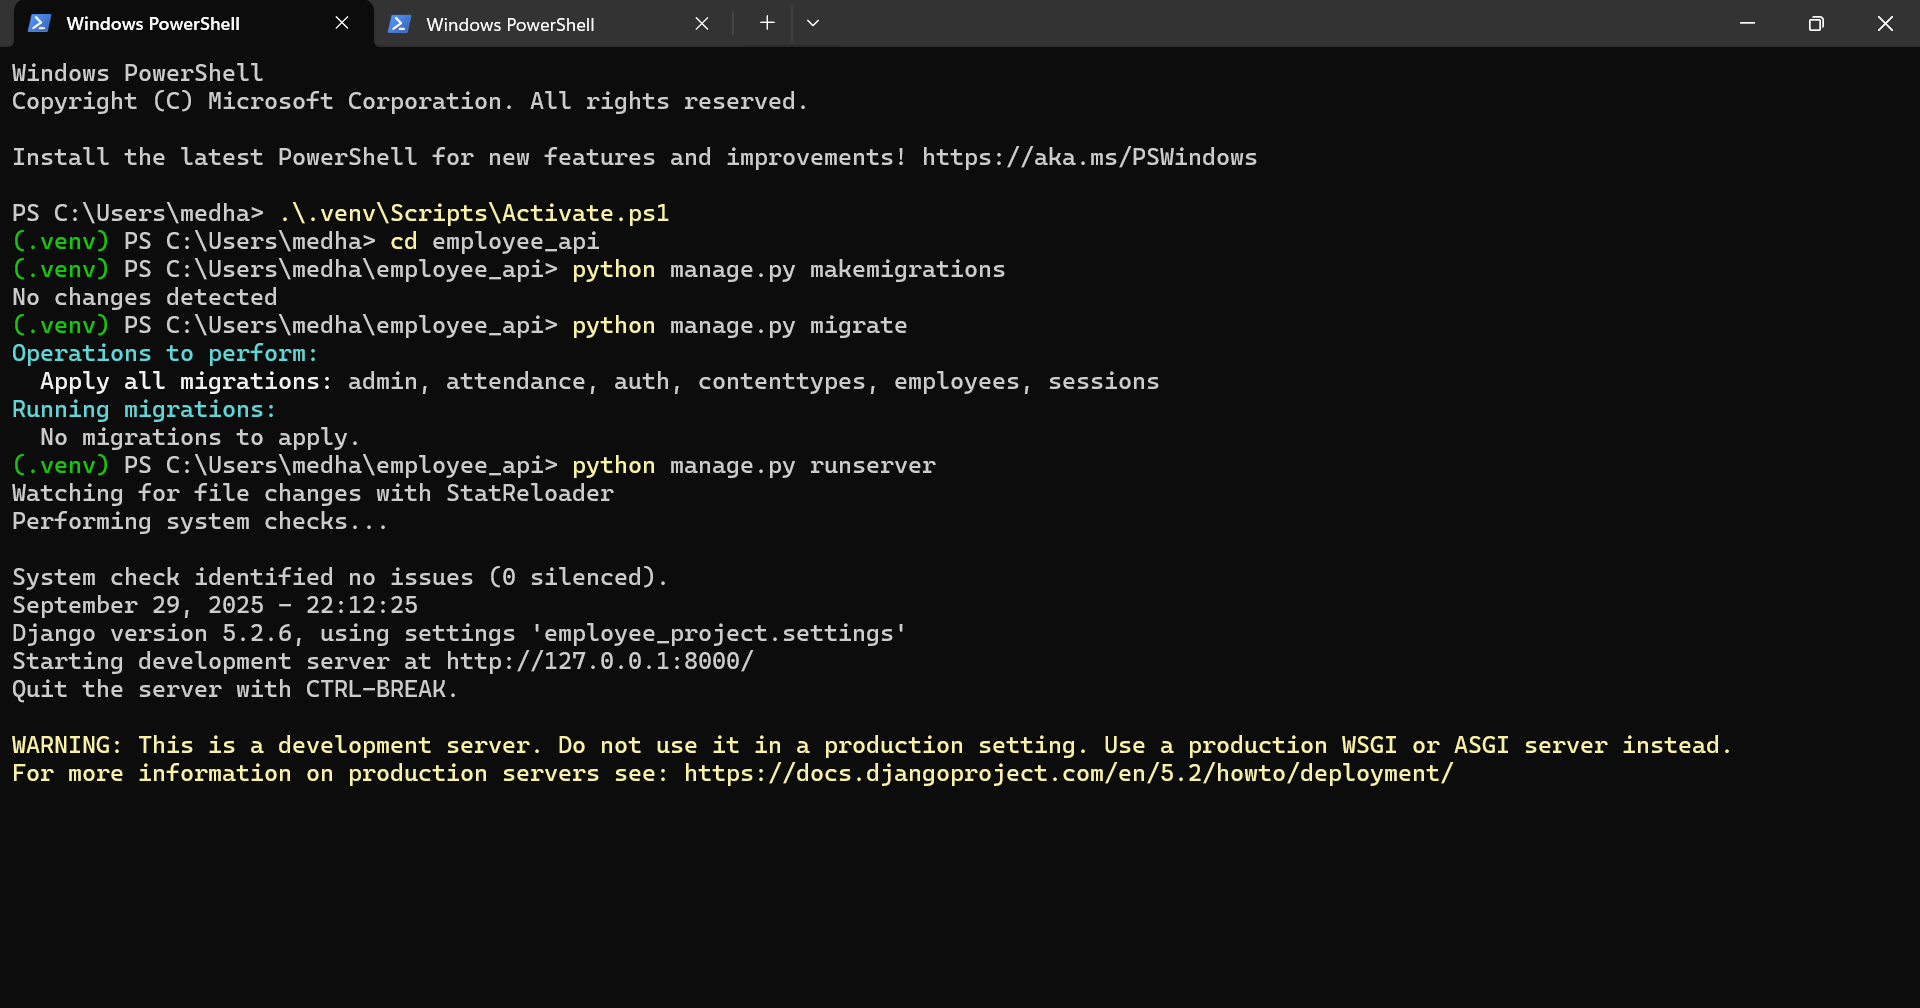 Windows PowerShell
Windows PowerShell
Windows PowerShell
Copyright (C) Microsoft Corporation. All rights reserved.
Install the latest PowerShell for new features and improvements! https://aka.ms/PSWindows
PS C:\Users\medha> .\.venv\Scripts\Activate.ps1
(.venv) PS C:\Users\medha> cd employee_api
(.venv) PS C:\Users\medha\employee_api> python manage.py makemigrations
No changes detected
(.venv) PS C:\Users\medha\employee_api> python manage.py migrate
Operations to perform:
  Apply all migrations: admin, attendance, auth, contenttypes, employees, sessions
Running migrations:
  No migrations to apply.
(.venv) PS C:\Users\medha\employee_api> python manage.py runserver
Watching for file changes with StatReloader
Performing system checks...
System check identified no issues (0 silenced).
September 29, 2025 - 22:12:25
Django version 5.2.6, using settings 'employee_project.settings'
Starting development server at http://127.0.0.1:8000/
Quit the server with CTRL-BREAK.
WARNING: This is a development server. Do not use it in a production setting. Use a production WSGI or ASGI server instead.
For more information on production servers see: https://docs.djangoproject.com/en/5.2/howto/deployment/